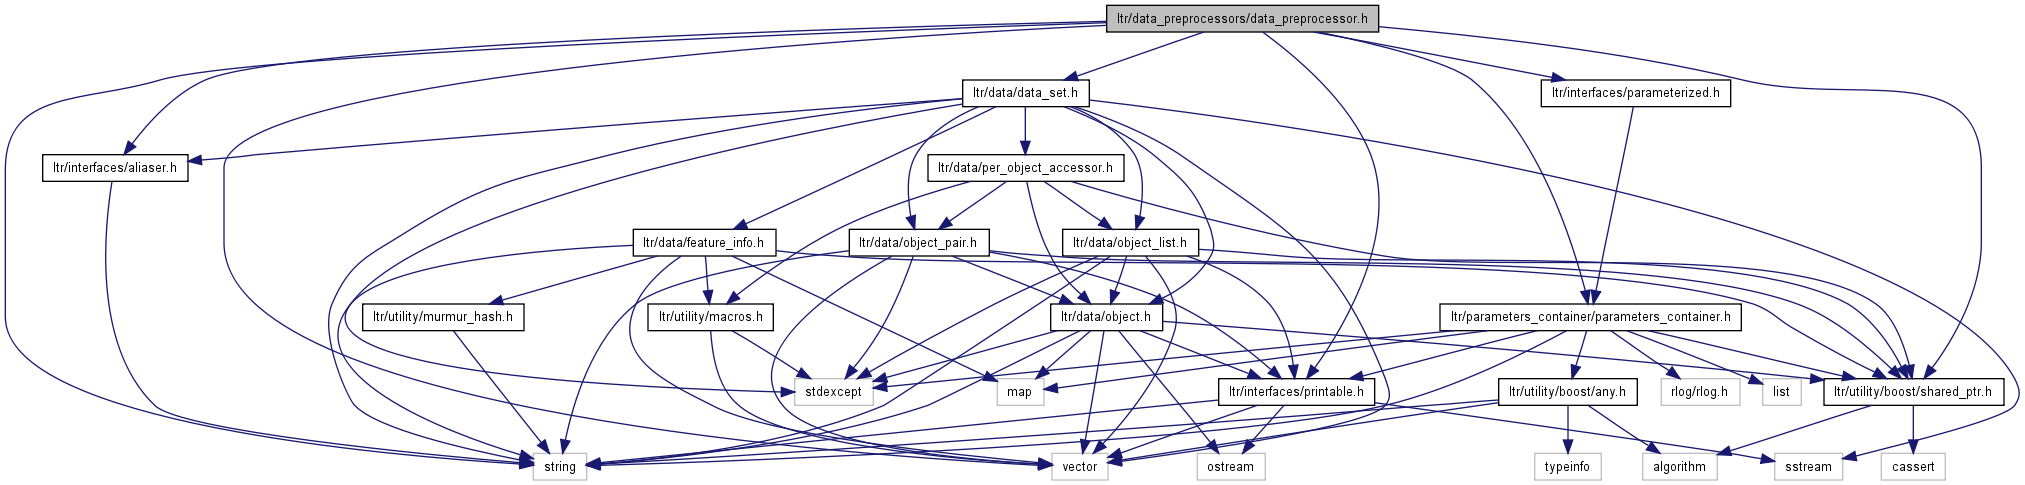 ltr/data_preprocessors/data_preprocessor.h
ltr/data/data_set.h
ltr/interfaces/parameterized.h
ltr/interfaces/aliaser.h
ltr/data/per_object_accessor.h
ltr/data/feature_info.h
ltr/data/object_pair.h
ltr/data/object_list.h
ltr/utility/murmur_hash.h
ltr/utility/macros.h
ltr/data/object.h
ltr/parameters_container/parameters_container.h
stdexcept
map
ltr/interfaces/printable.h
ltr/utility/boost/any.h
rlog/rlog.h
list
ltr/utility/boost/shared_ptr.h
string
vector
ostream
typeinfo
algorithm
sstream
cassert